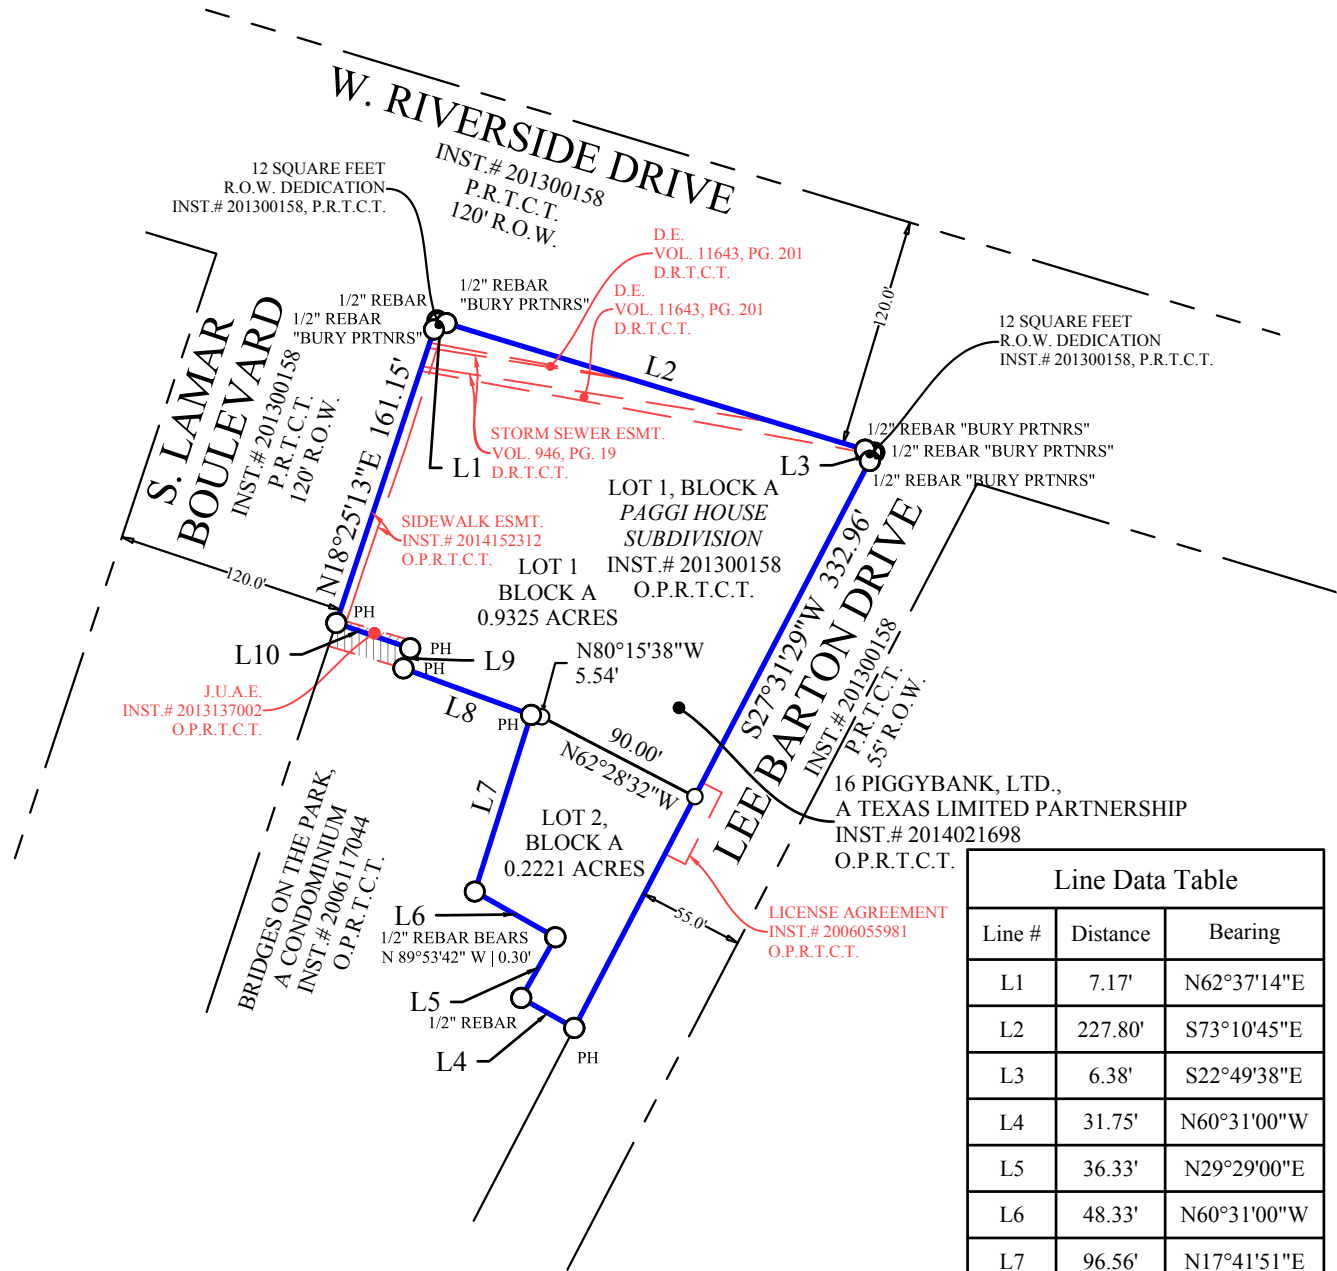 W. RIVERSIDE DRIVE
INST.# 201300158
P.R.T.C.T.
120' R.O.W.
12 SQUARE FEET
R.O.W. DEDICATION
INST.# 201300158, P.R.T.C.T.
D.E.
VOL. 11643, PG. 201
D.R.T.C.T.
D.E.
VOL. 11643, PG. 201
D.R.T.C.T.
1/2" REBAR
"BURY PRTNRS"
1/2" REBAR
1/2" REBAR
"BURY PRTNRS"
120.0'
12 SQUARE FEET
R.O.W. DEDICATION
INST.# 201300158, P.R.T.C.T.
S. LAMAR
BOULEVARD
INST.# 201300158
P.R.T.C.T.
120' R.O.W.
N18°25'13"E 161.15'
L2
1/2" REBAR "BURY PRTNRS"
1/2" REBAR "BURY PRTNRS"
1/2" REBAR "BURY PRTNRS"
STORM SEWER ESMT.
VOL. 946, PG. 19
D.R.T.C.T.
L1
L3
LOT 1, BLOCK A
PAGGI HOUSE
SUBDIVISION
INST.# 201300158
O.P.R.T.C.T.
SIDEWALK ESMT.
INST.# 2014152312
O.P.R.T.C.T.
LOT 1
BLOCK A
0.9325 ACRES
120.0'
PH
PH
PH
L10
L9
N80°15'38"W
5.54'
S27°31'29"W 332.96'
LEE BARTON DRIVE
INST.# 201300158
P.R.T.C.T.
55' R.O.W.
J.U.A.E.
INST.# 2013137002
O.P.R.T.C.T.
L8
PH
90.00'
N62°28'32"W
16 PIGGYBANK, LTD.,
A TEXAS LIMITED PARTNERSHIP
INST.# 2014021698
O.P.R.T.C.T.
L7
LOT 2,
BLOCK A
0.2221 ACRES
BRIDGES ON THE PARK,
A CONDOMINIUM
INST.# 2006117044
O.P.R.T.C.T.
L6
1/2" REBAR BEARS
N 89°53'42" W | 0.30'
55.0'
LICENSE AGREEMENT
INST.# 2006055981
O.P.R.T.C.T.
L5
1/2" REBAR
L4
PH
Line Data Table
Line # Distance Bearing
L1 7.17' N62°37'14"E
L2 227.80' S73°10'45"E
L3 6.38' S22°49'38"E
L4 31.75' N60°31'00"W
L5 36.33' N29°29'00"E
L6 48.33' N60°31'00"W
L7 96.56' N17°41'51"E